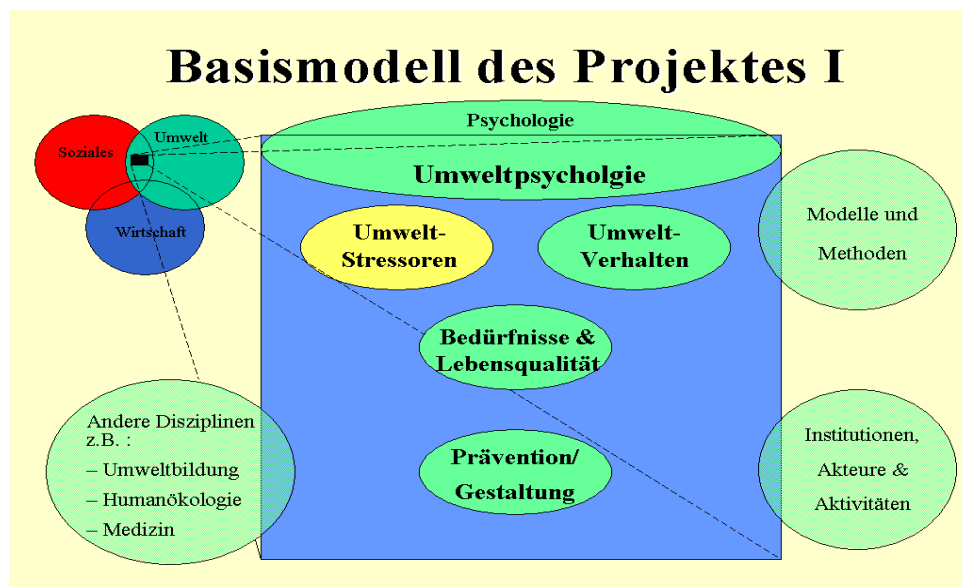 Basismodell des Projektes I
Soziales
Umwelt
Wirtschaft
Psychologie
Umweltpsycholgie
Umwelt-
Stressoren
Umwelt-
Verhalten
Bedürfnisse &
Lebensqualität
Prävention/
Gestaltung
Modelle und
Methoden
Andere Disziplinen
z.B. :
– Umweltbildung
– Humanökologie
– Medizin
Institutionen,
Akteure &
Aktivitäten